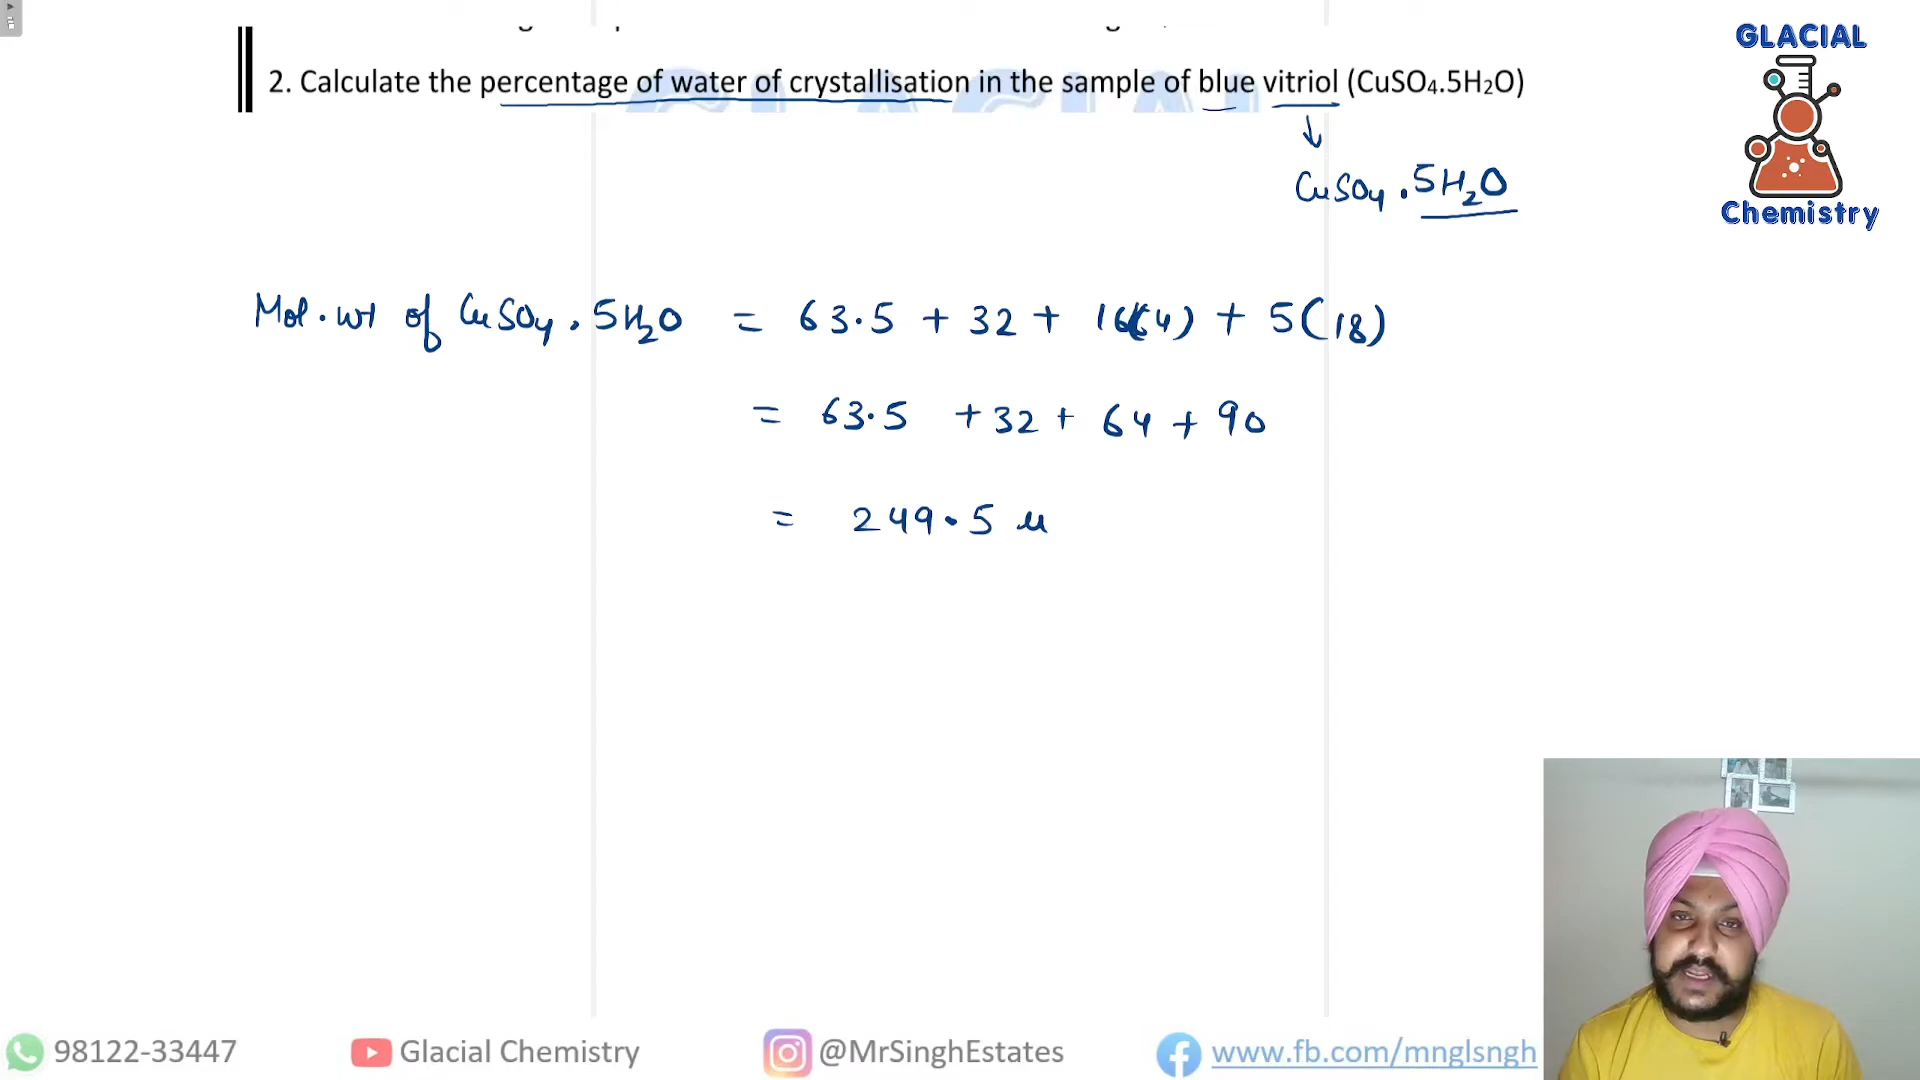 GLACIAL
Chemistry
2. Calculate the percentage of water of crystallisation in the sample of blue vitriol (CuSO₄.5H₂O)
↓
CuSO₄ . 5H₂O
Mol. wt of CuSO₄ . 5H₂O = 63.5 + 32 + 16(4) + 5(18)
= 63.5 + 32 + 64 + 90
= 249.5 u
98122-33447
Glacial Chemistry
@MrSinghEstates
www.fb.com/mnglsngh